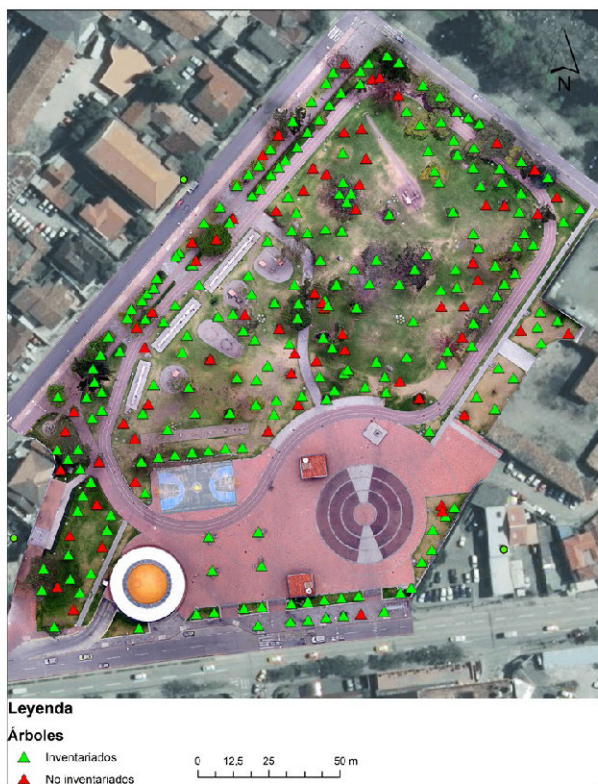 N
Leyenda
Árboles
Inventariados
No inventariados
0 12,5 25 50 m